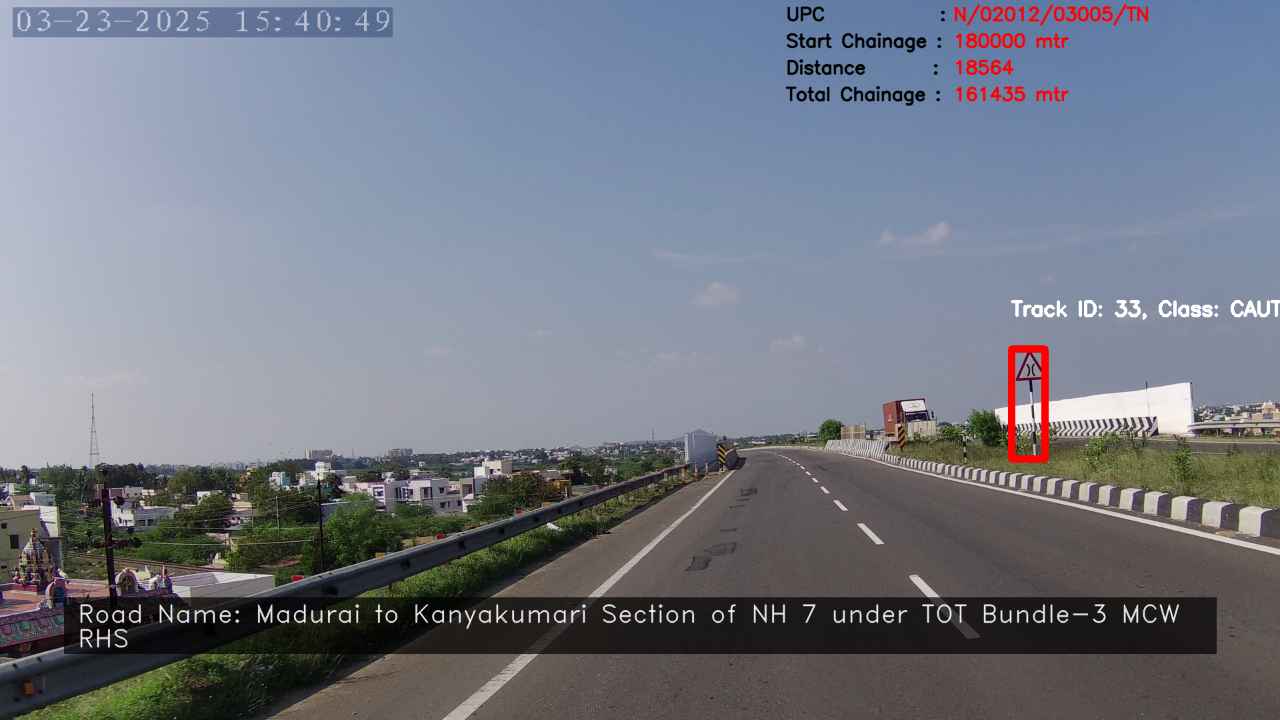 03-23-2025 15:40:49
UPC : N/02012/03005/TN
Start Chainage : 180000 mtr
Distance : 18564
Total Chainage : 161435 mtr
Track ID: 33, Class: CAUT
Road Name: Madurai to Kanyakumari Section of NH 7 under TOT Bundle-3 MCW
RHS